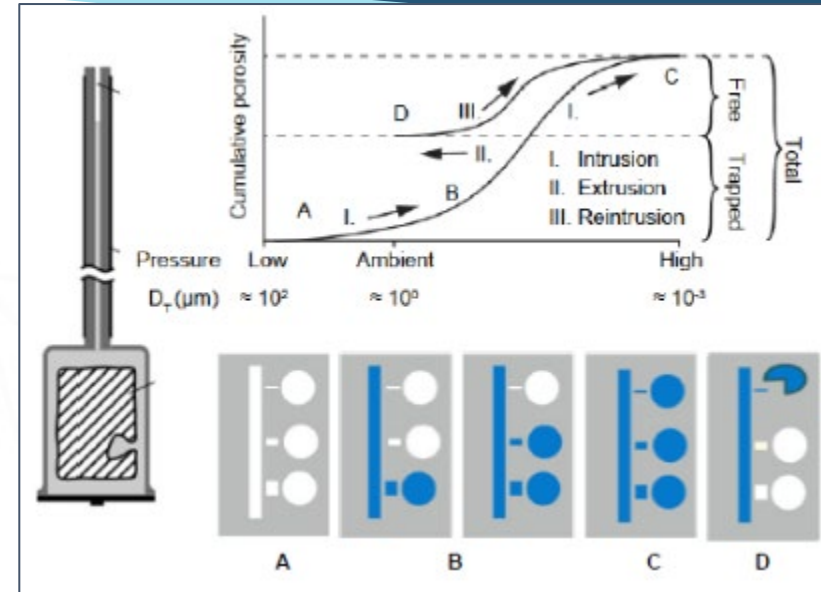 Cumulative porosity
A
I.
B
II.
D
III.
I.
C
I. Intrusion
II. Extrusion
III. Reintrusion
Free
Trapped
Total
Pressure Low Ambient High
D_T (μm) ≈ 10² ≈ 10⁰ ≈ 10⁻³
A B C D